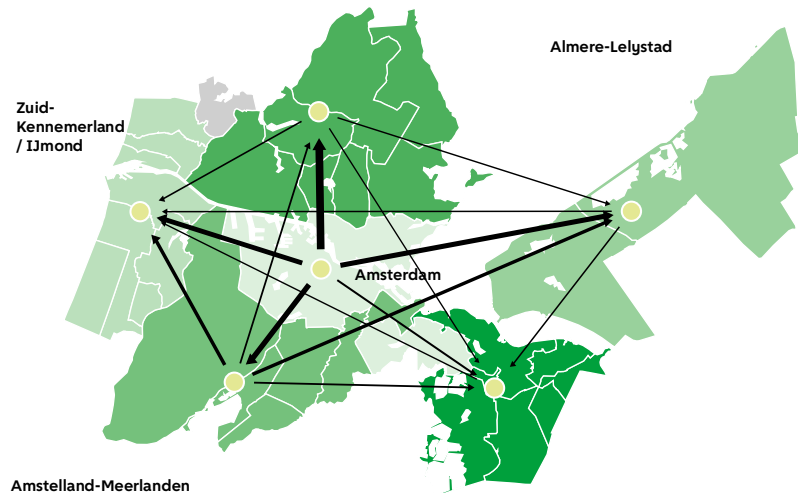 Almere-Lelystad
Zuid-
Kennemerland
/ IJmond
Amsterdam
Amstelland-Meerlanden